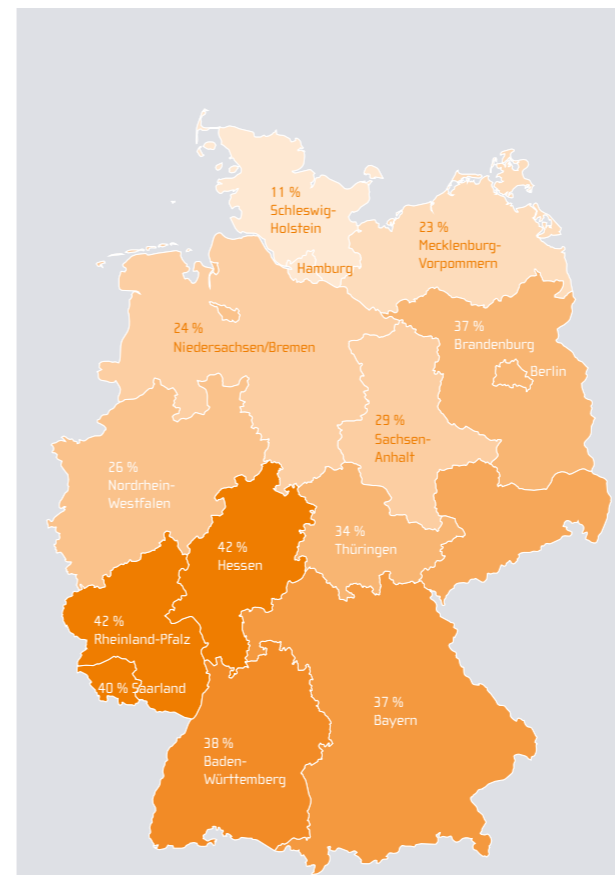 11 %
Schleswig-
Holstein
23 %
Mecklenburg-
Vorpommern
Hamburg
24 %
Niedersachsen/Bremen
37 %
Brandenburg
Berlin
29 %
Sachsen-
Anhalt
26 %
Nordrhein-
Westfalen
34 %
Thüringen
42 %
Hessen
42 %
Rheinland-Pfalz
40 % Saarland
37 %
Bayern
38 %
Baden-
Württemberg